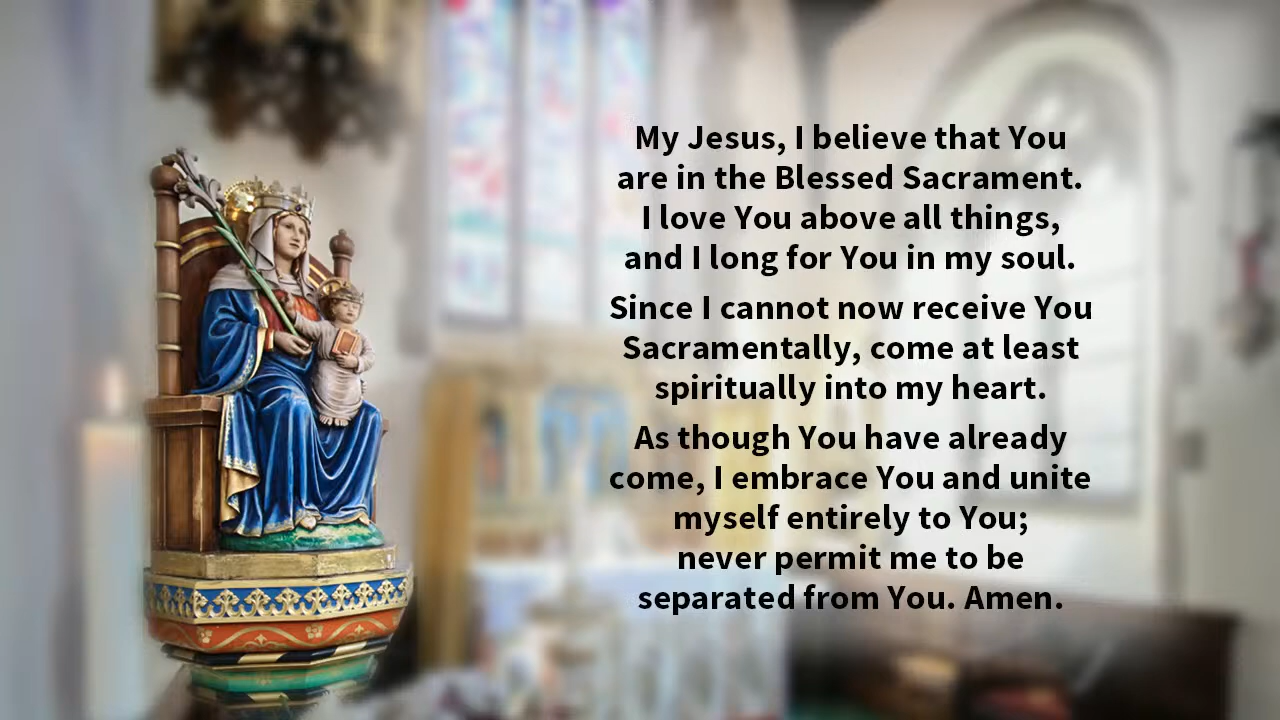 My Jesus, I believe that You
are in the Blessed Sacrament.
I love You above all things,
and I long for You in my soul.
Since I cannot now receive You
Sacramentally, come at least
spiritually into my heart.
As though You have already
come, I embrace You and unite
myself entirely to You;
never permit me to be
separated from You. Amen.